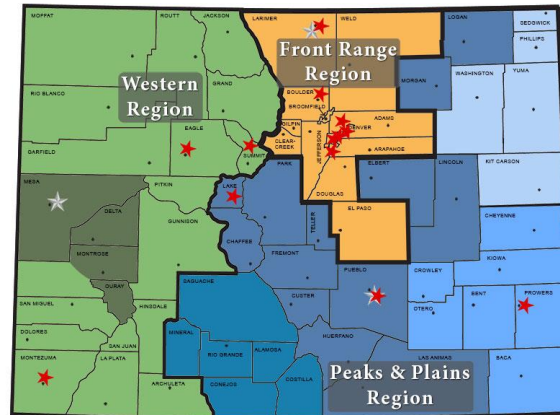 MOFFAT
ROUTT
JACKSON
LARIMER
WELD
LOGAN
SEDGWICK
PHILLIPS
Front Range
Region
Western
Region
RIO BLANCO
GRAND
BOULDER
BROOMFIELD
MORGAN
WASHINGTON
YUMA
GILPIN
DENVER
ADAMS
EAGLE
CLEAR-
CREEK
JEFFERSON
ARAPAHOE
GARFIELD
SUMMIT
PARK
DOUGLAS
ELBERT
LINCOLN
KIT CARSON
MESA
PITKIN
LAKE
DELTA
GUNNISON
TELLER
EL PASO
CHEYENNE
MONTROSE
CHAFFEE
FREMONT
KIOWA
OURAY
SAGUACHE
PUEBLO
CROWLEY
SAN MIGUEL
HINSDALE
CUSTER
OTERO
BENT
PROWERS
DOLORES
MINERAL
HUERFANO
SAN JUAN
RIO GRANDE
ALAMOSA
MONTEZUMA
LA PLATA
LAS ANIMAS
BACA
Peaks & Plains
Region
ARCHULETA
CONEJOS
COSTILLA